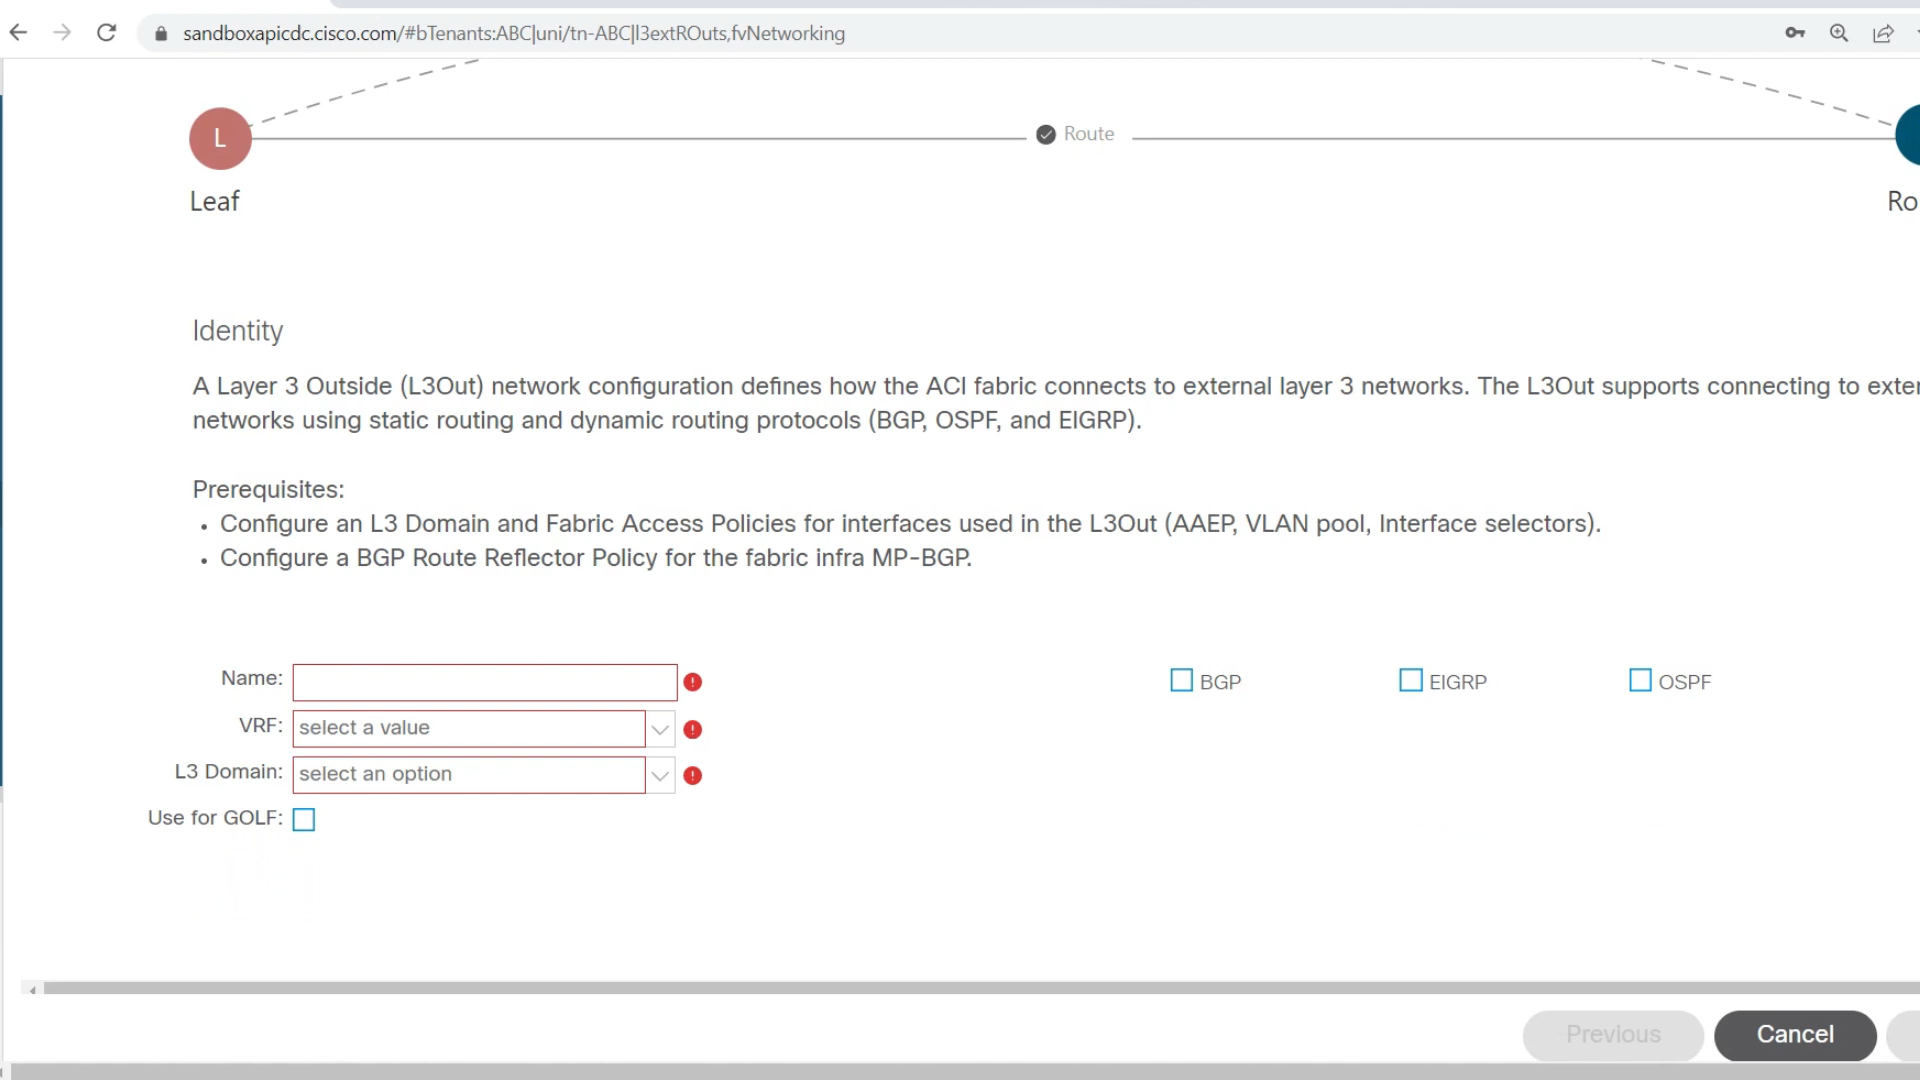 sandboxapicdc.cisco.com/#bTenants:ABC|uni/tn-ABC|l3extROuts,fvNetworking
L
Route
Leaf
Ro
Identity
A Layer 3 Outside (L3Out) network configuration defines how the ACI fabric connects to external layer 3 networks. The L3Out supports connecting to exter
networks using static routing and dynamic routing protocols (BGP, OSPF, and EIGRP).
Prerequisites:
• Configure an L3 Domain and Fabric Access Policies for interfaces used in the L3Out (AAEP, VLAN pool, Interface selectors).
• Configure a BGP Route Reflector Policy for the fabric infra MP-BGP.
Name:
BGP EIGRP OSPF
VRF: select a value
L3 Domain: select an option
Use for GOLF:
Previous Cancel